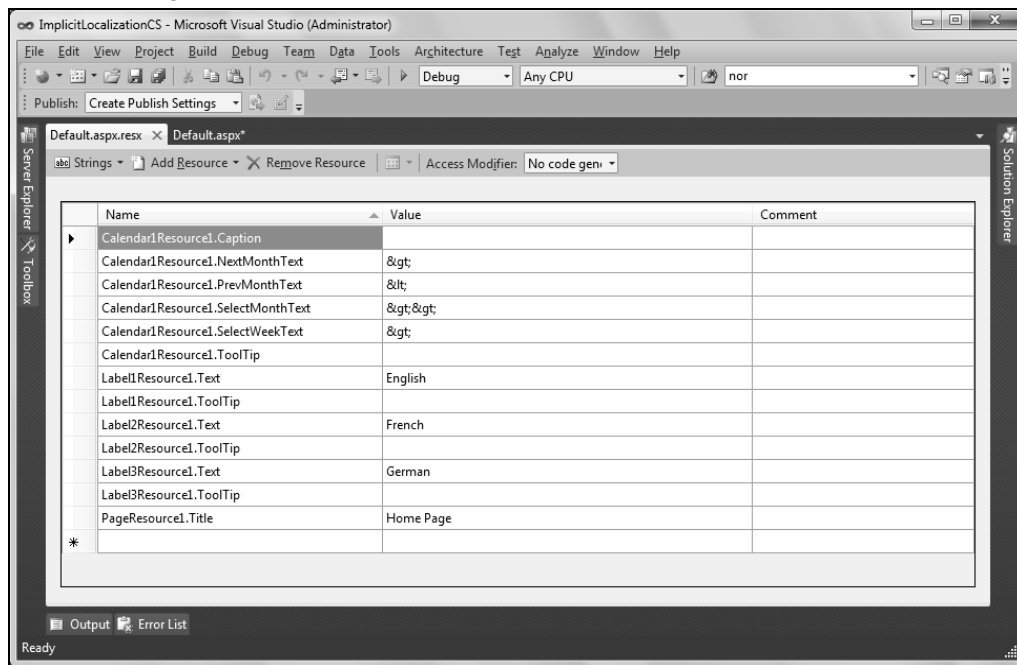 ImplicitLocalizationCS - Microsoft Visual Studio (Administrator)
File Edit View Project Build Debug Team Data Tools Architecture Test Analyze Window Help
Debug Any CPU nor
Publish: Create Publish Settings
Default.aspx.resx Default.aspx*
Server Explorer
Toolbox
Solution Explorer
abc Strings Add Resource Remove Resource Access Modifier: No code gen
Name Value Comment
Calendar1Resource1.Caption
Calendar1Resource1.NextMonthText &gt;
Calendar1Resource1.PrevMonthText &lt;
Calendar1Resource1.SelectMonthText &gt;&gt;
Calendar1Resource1.SelectWeekText &gt;
Calendar1Resource1.ToolTip
Label1Resource1.Text English
Label1Resource1.ToolTip
Label2Resource1.Text French
Label2Resource1.ToolTip
Label3Resource1.Text German
Label3Resource1.ToolTip
PageResource1.Title Home Page
Output Error List
Ready